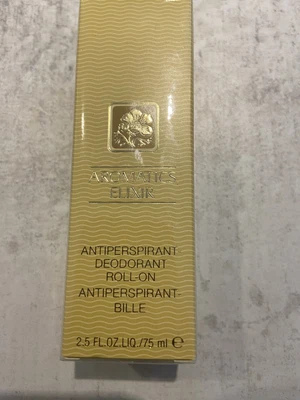 AROMATICS
ELIXIR
ANTIPERSPIRANT-
DEODORANT
ROLL-ON
ANTIPERSPIRANT-
BILLE
2.5 FL.OZ.LIQ./75 ml ℮